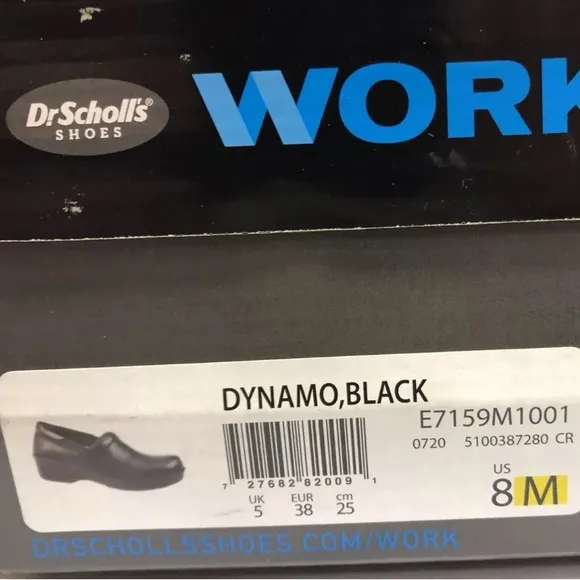 Dr.Scholl's®
SHOES
WORK
DYNAMO,BLACK
E7159M1001
0720 5100387280 CR
7 27682 82009 1
UK EUR cm
5 38 25
US
8 M
DRSCHOLLSSHOES.COM/WORK